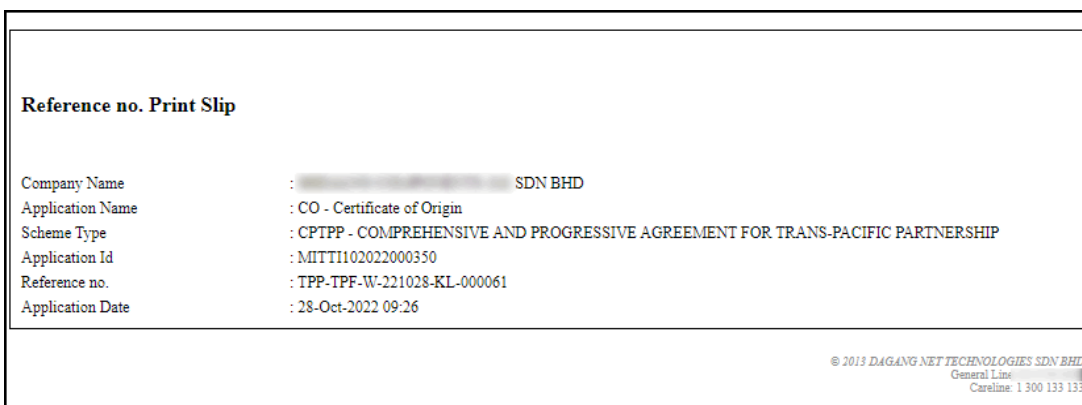 Reference no. Print Slip
Company Name : SDN BHD
Application Name : CO - Certificate of Origin
Scheme Type : CPTPP - COMPREHENSIVE AND PROGRESSIVE AGREEMENT FOR TRANS-PACIFIC PARTNERSHIP
Application Id : MITTI102022000350
Reference no. : TPP-TPF-W-221028-KL-000061
Application Date : 28-Oct-2022 09:26
© 2013 DAGANG NET TECHNOLOGIES SDN BHD
General Line
Careline: 1 300 133 133